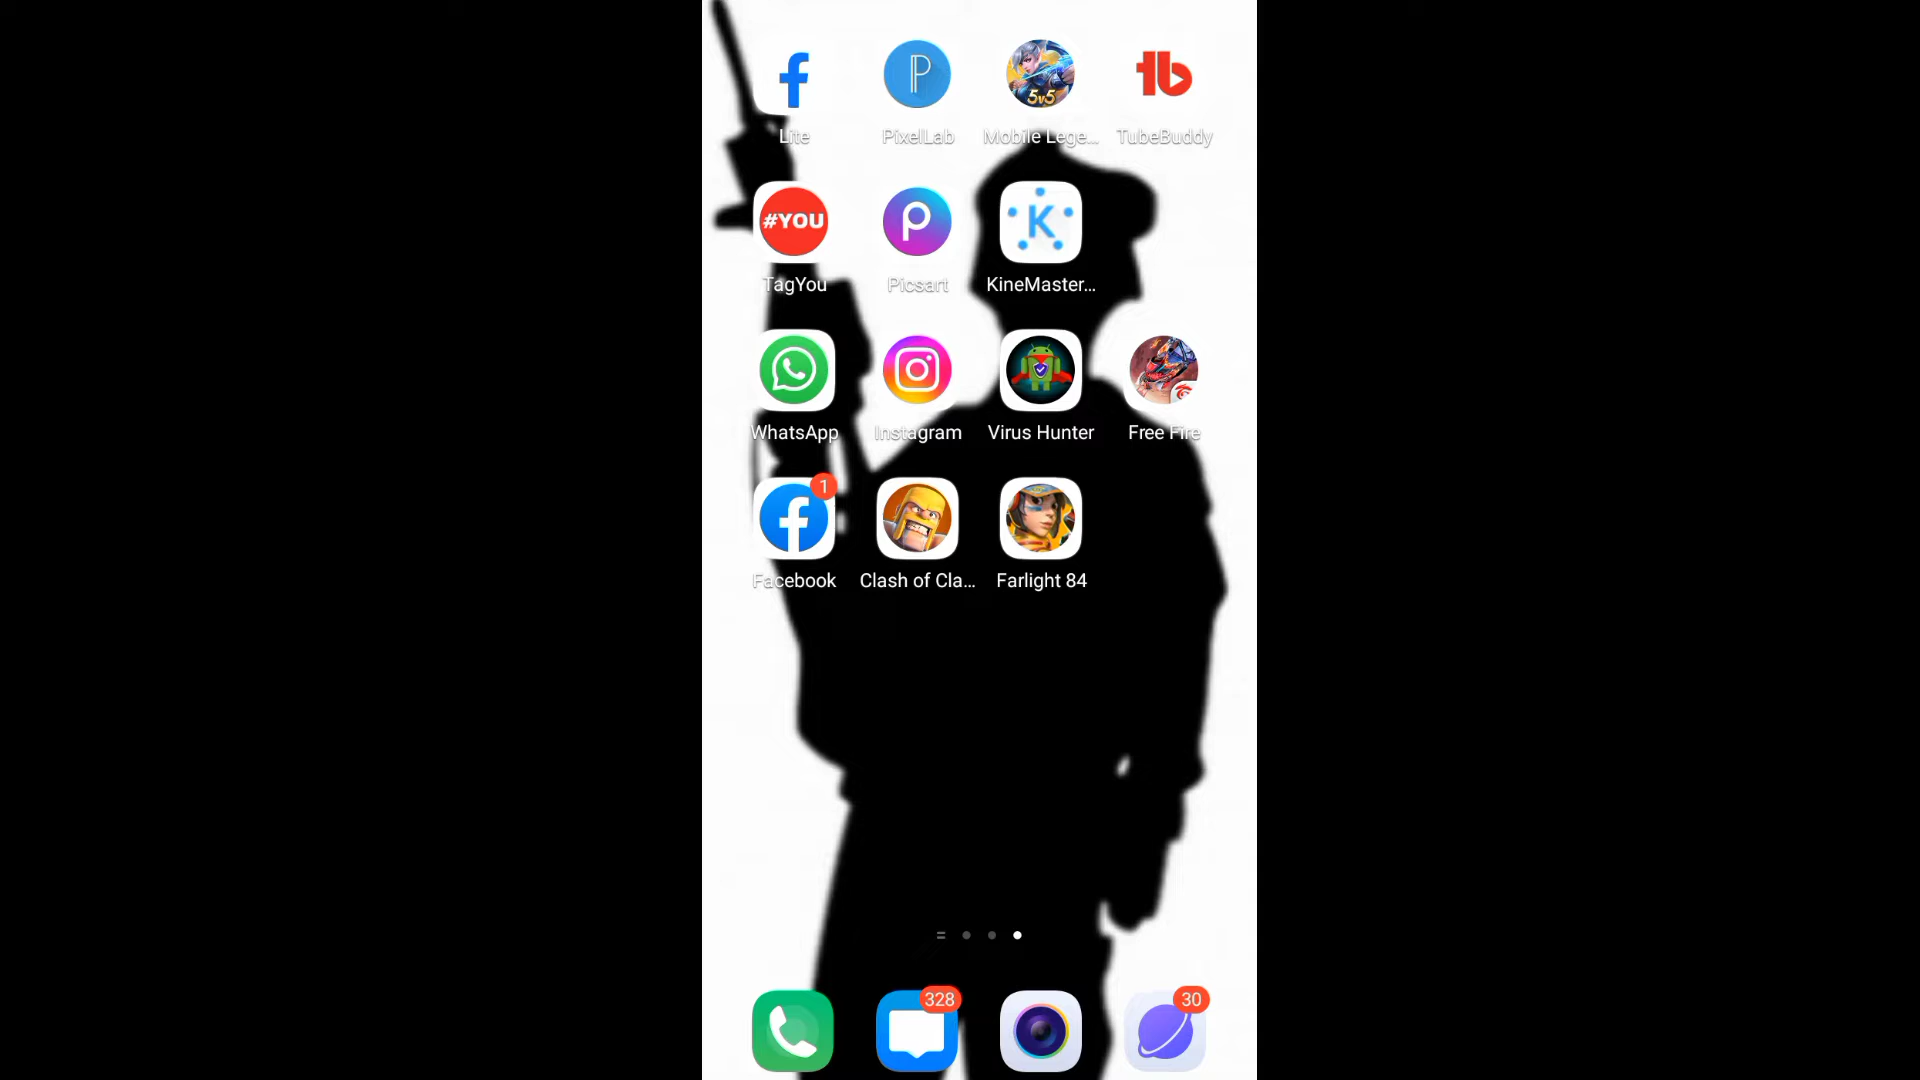 5v5
Lite PixelLab Mobile Lege... TubeBuddy
#YOU
TagYou Picsart KineMaster...
WhatsApp Instagram Virus Hunter Free Fire
1
Facebook Clash of Cla... Farlight 84
328 30